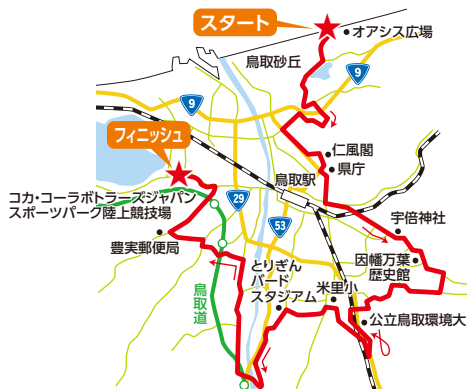 スタート
オアシス広場
鳥取砂丘
9
9
フィニッシュ
仁風閣
県庁
鳥取駅
コカ・コーラボトラーズジャパン
スポーツパーク陸上競技場
29
宇倍神社
53
豊実郵便局
因幡万葉
歴史館
とりぎん
バード
スタジアム
米里小
鳥取道
公立鳥取環境大